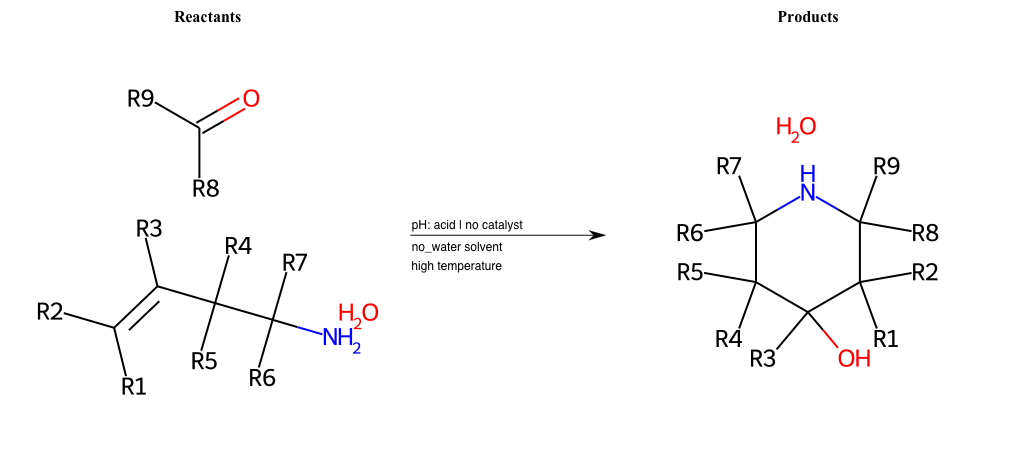 Reactants
Products
R9
O
R8
H2O
R7
H
N
R9
R6
R8
R5
R2
R4
R1
R3
OH
R3
R4
R7
R2
H2O
NH2
R5
R6
R1
pH: acid | no catalyst
no_water solvent
high temperature